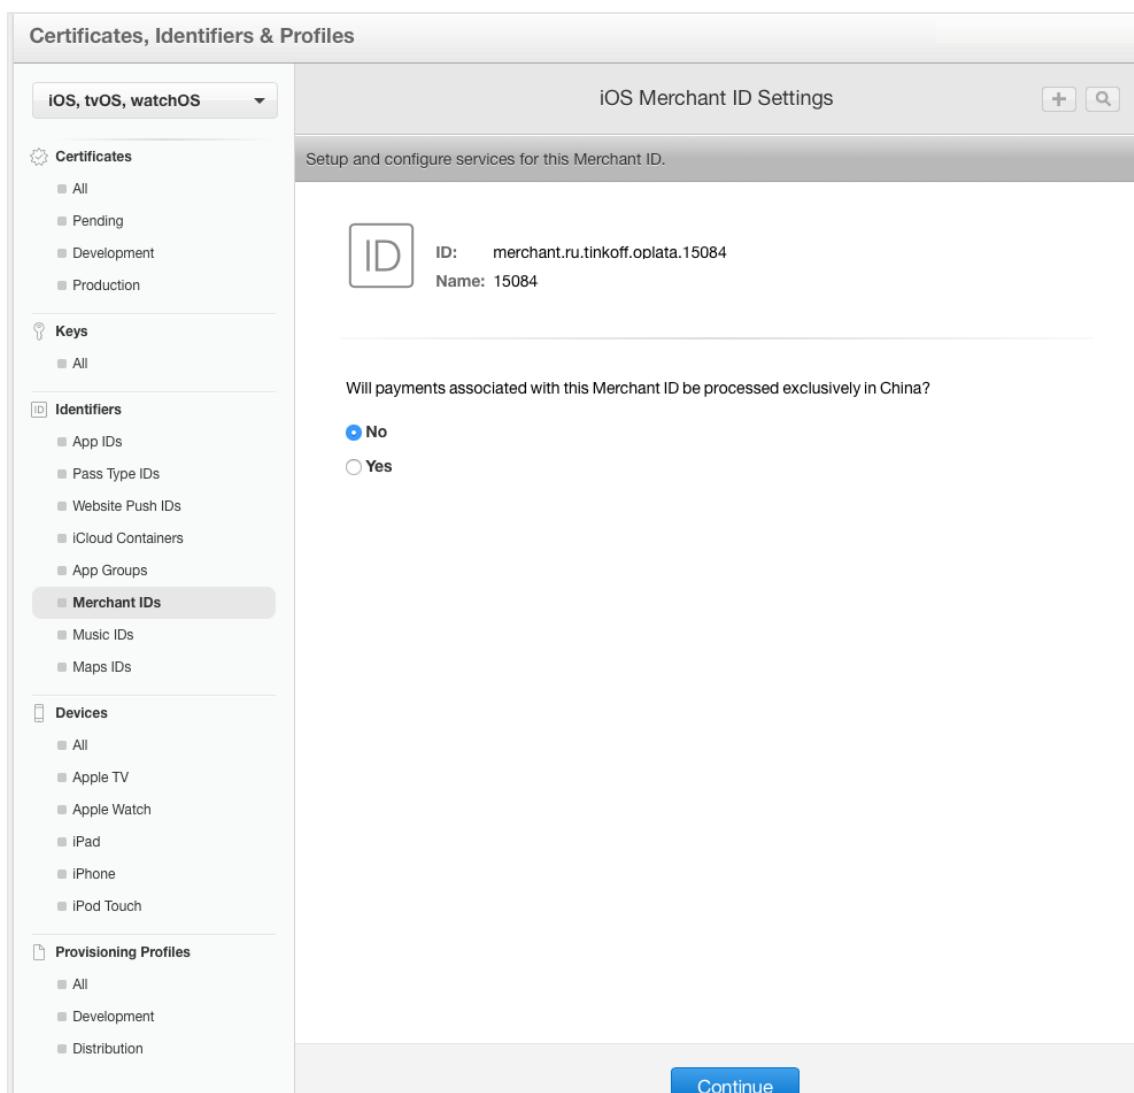 Certificates, Identifiers & Profiles
iOS, tvOS, watchOS
Certificates
All
Pending
Development
Production
Keys
All
ID Identifiers
App IDs
Pass Type IDs
Website Push IDs
iCloud Containers
App Groups
Merchant IDs
Music IDs
Maps IDs
Devices
All
Apple TV
Apple Watch
iPad
iPhone
iPod Touch
Provisioning Profiles
All
Development
Distribution
iOS Merchant ID Settings
Setup and configure services for this Merchant ID.
ID
ID: merchant.ru.tinkoff.oplata.15084
Name: 15084
Will payments associated with this Merchant ID be processed exclusively in China?
No
Yes
Continue